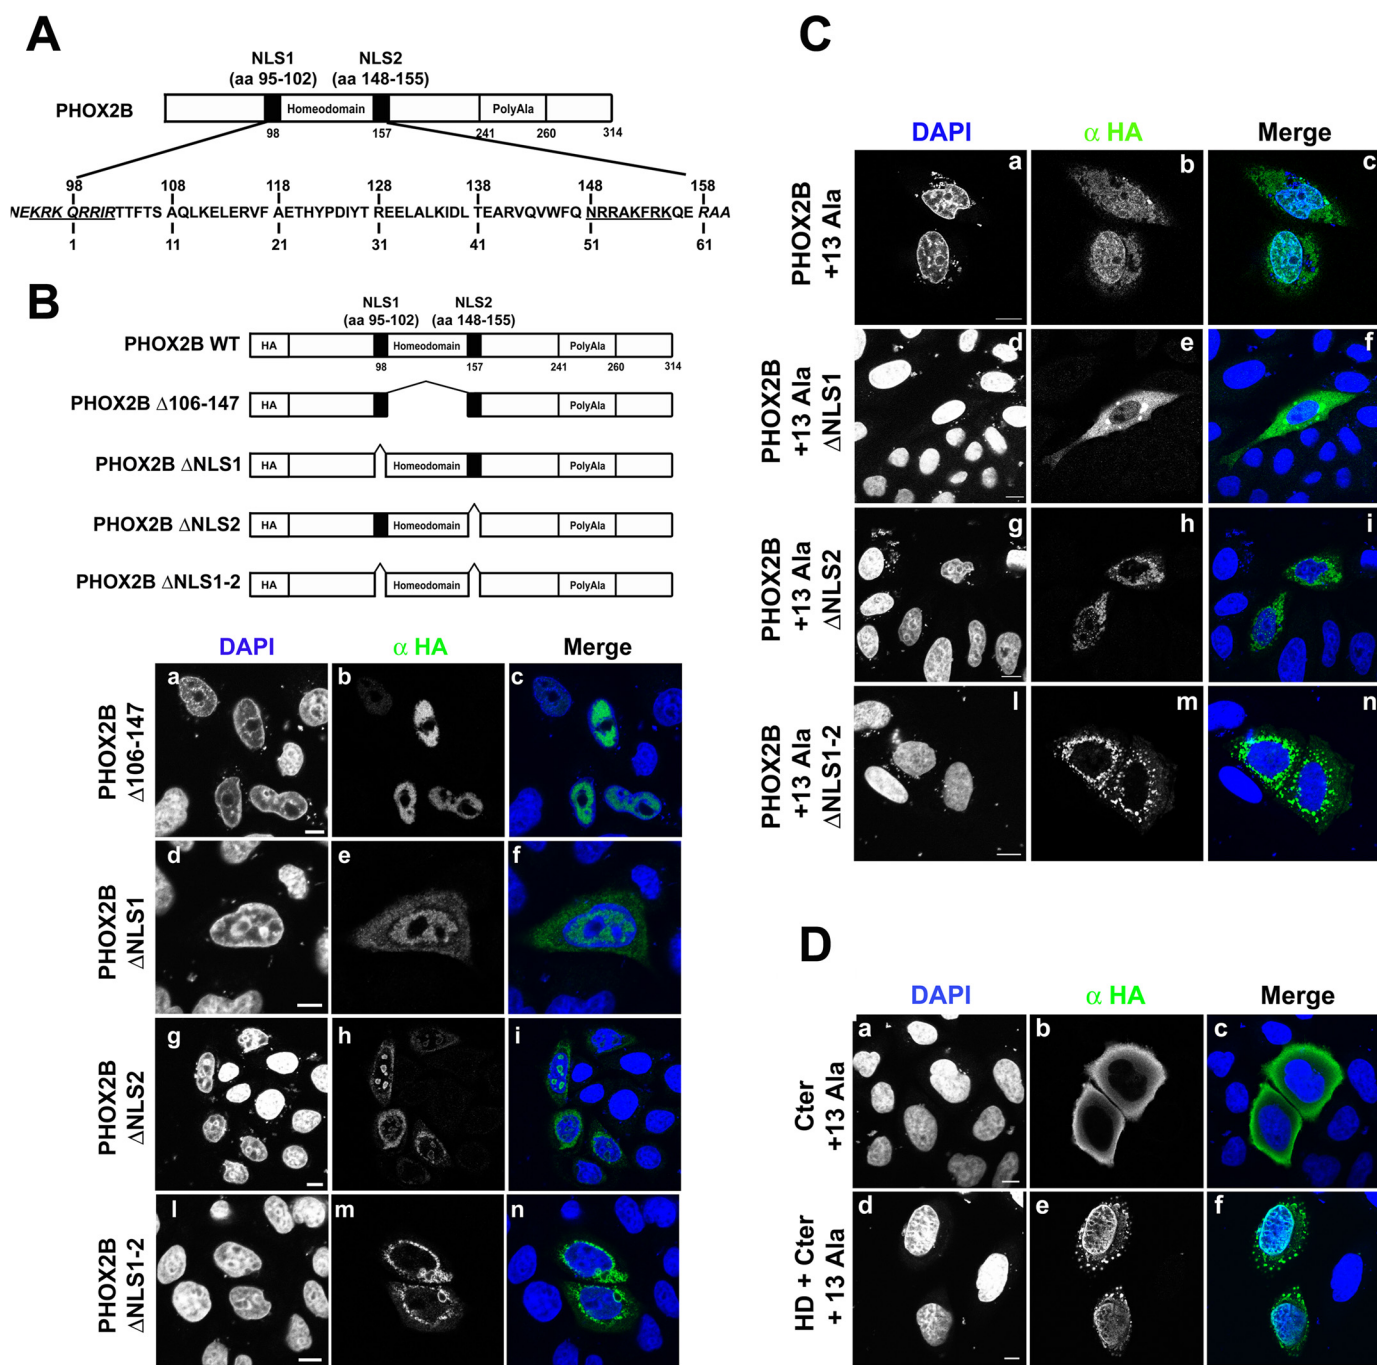 A
NLS1 NLS2
(aa 95-102) (aa 148-155)
PHOX2B
Homeodomain PolyAla
98 157 241 260 314
98 108 118 128 138 148 158
NEKRK QRRIRTTFTS AQLKELERVF AETHYPDIYT REELALKIDL TEARVQVWFQ NRRAKFRKQE RAA
1 11 21 31 41 51 61
B
NLS1 NLS2
(aa 95-102) (aa 148-155)
PHOX2B WT HA Homeodomain PolyAla
98 157 241 260 314
PHOX2B Δ106-147 HA PolyAla
PHOX2B ΔNLS1 HA Homeodomain PolyAla
PHOX2B ΔNLS2 HA Homeodomain PolyAla
PHOX2B ΔNLS1-2 HA Homeodomain PolyAla
DAPI α HA Merge
PHOX2B
Δ106-147
a b c
PHOX2B
ΔNLS1
d e f
PHOX2B
ΔNLS2
g h i
PHOX2B
ΔNLS1-2
l m n
C
DAPI α HA Merge
PHOX2B
+13 Ala
a b c
PHOX2B
+13 Ala
ΔNLS1
d e f
PHOX2B
+13 Ala
ΔNLS2
g h i
PHOX2B
+13 Ala
ΔNLS1-2
l m n
D
DAPI α HA Merge
Cter
+13 Ala
a b c
HD + Cter
+ 13 Ala
d e f